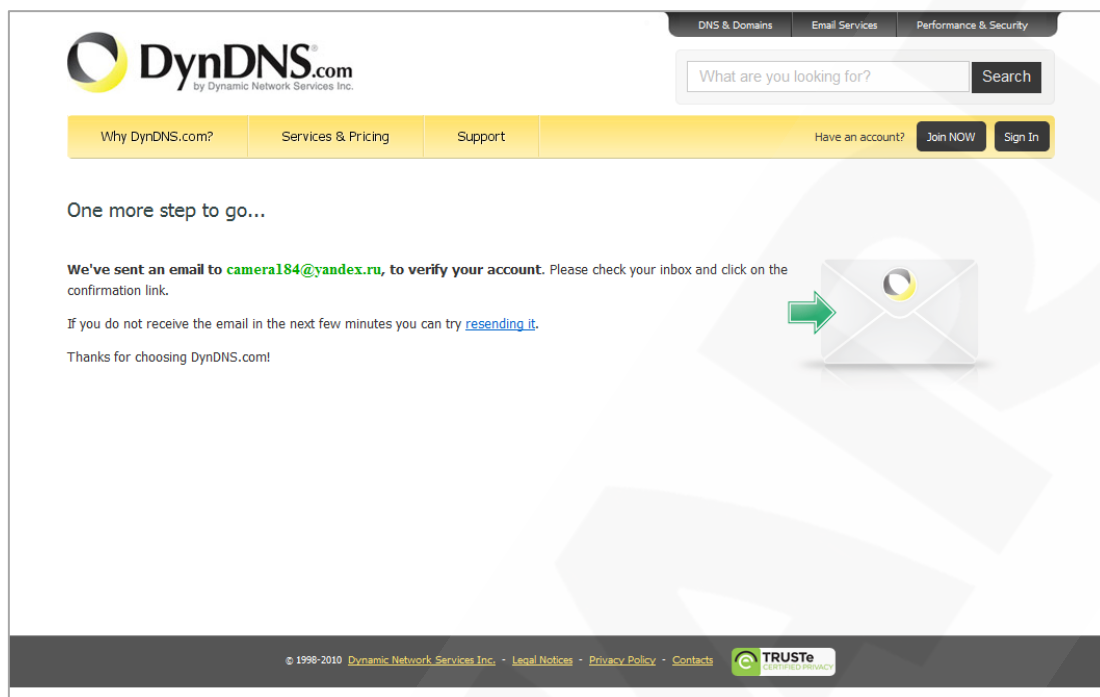 DNS & Domains Email Services Performance & Security
DynDNS.com
by Dynamic Network Services Inc.
What are you looking for? Search
Why DynDNS.com? Services & Pricing Support Have an account? Join NOW Sign In
One more step to go...
We've sent an email to camera184@yandex.ru, to verify your account. Please check your inbox and click on the
confirmation link.
If you do not receive the email in the next few minutes you can try resending it.
Thanks for choosing DynDNS.com!
© 1998-2010 Dynamic Network Services Inc. - Legal Notices - Privacy Policy - Contacts TRUSTe
CERTIFIED PRIVACY